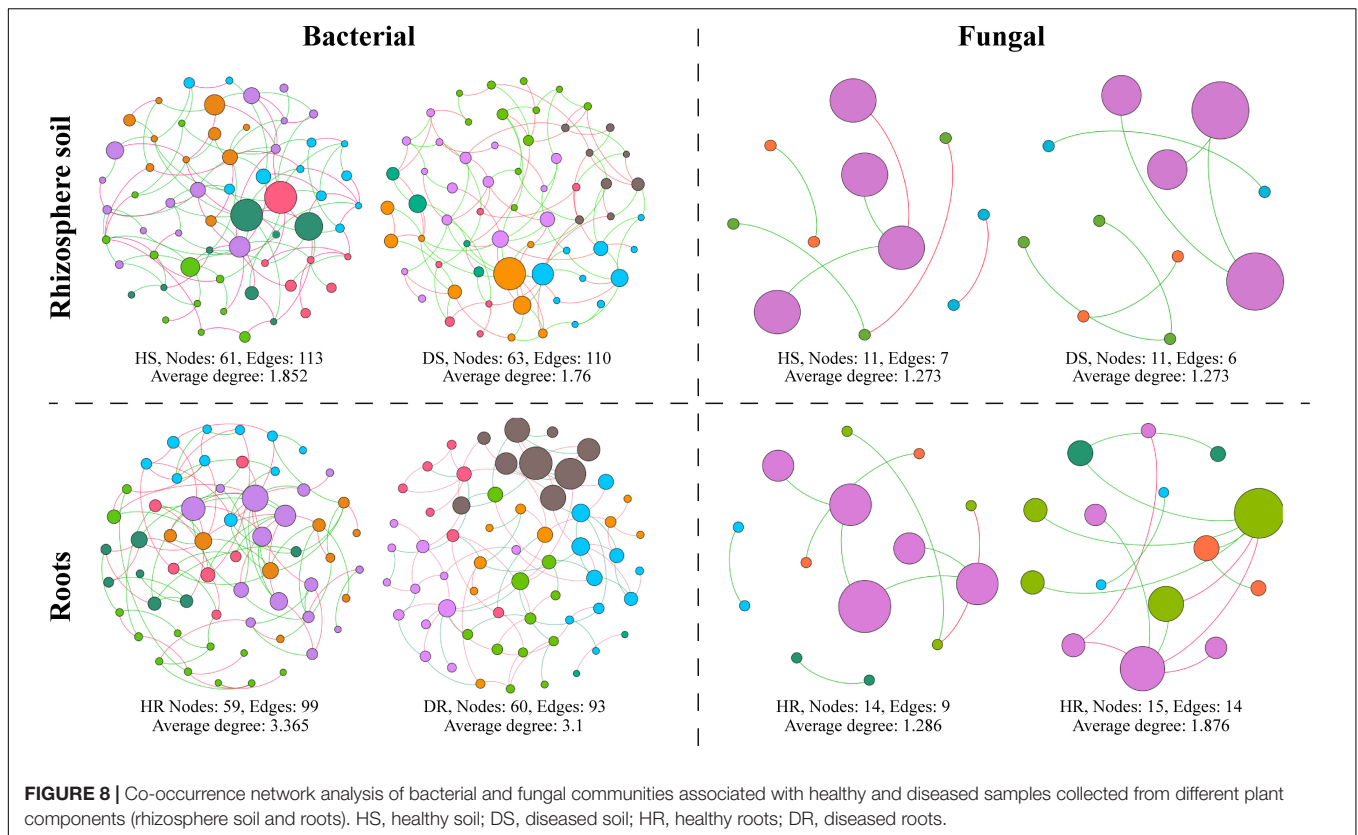 Bacterial
Fungal
Rhizosphere soil
HS, Nodes: 61, Edges: 113
Average degree: 1.852
DS, Nodes: 63, Edges: 110
Average degree: 1.76
HS, Nodes: 11, Edges: 7
Average degree: 1.273
DS, Nodes: 11, Edges: 6
Average degree: 1.273
Roots
HR Nodes: 59, Edges: 99
Average degree: 3.365
DR, Nodes: 60, Edges: 93
Average degree: 3.1
HR, Nodes: 14, Edges: 9
Average degree: 1.286
HR, Nodes: 15, Edges: 14
Average degree: 1.876
FIGURE 8 | Co-occurrence network analysis of bacterial and fungal communities associated with healthy and diseased samples collected from different plant
components (rhizosphere soil and roots). HS, healthy soil; DS, diseased soil; HR, healthy roots; DR, diseased roots.